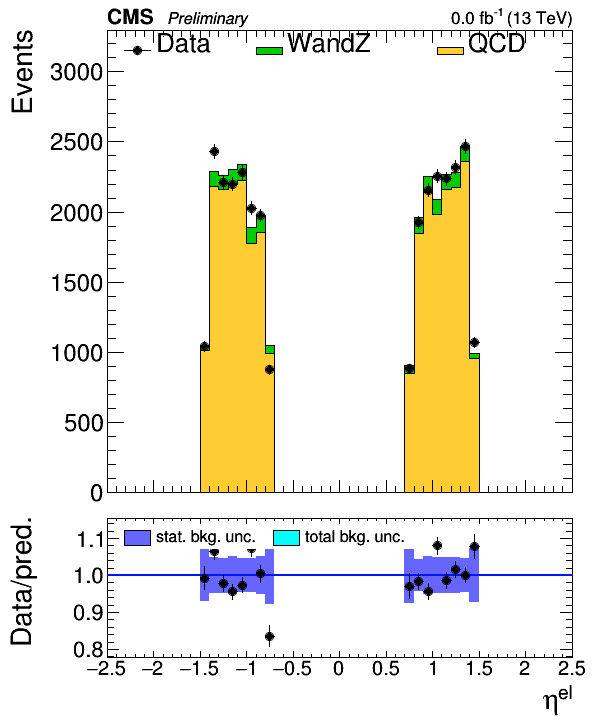 CMS Preliminary 0.0 fb⁻¹ (13 TeV)
Data WandZ QCD
Events
3000
2500
2000
1500
1000
500
0
stat. bkg. unc. total bkg. unc.
Data/pred.
1.1
1.0
0.9
0.8
−2.5 −2 −1.5 −1 −0.5 0 0.5 1 1.5 2 2.5
η^el